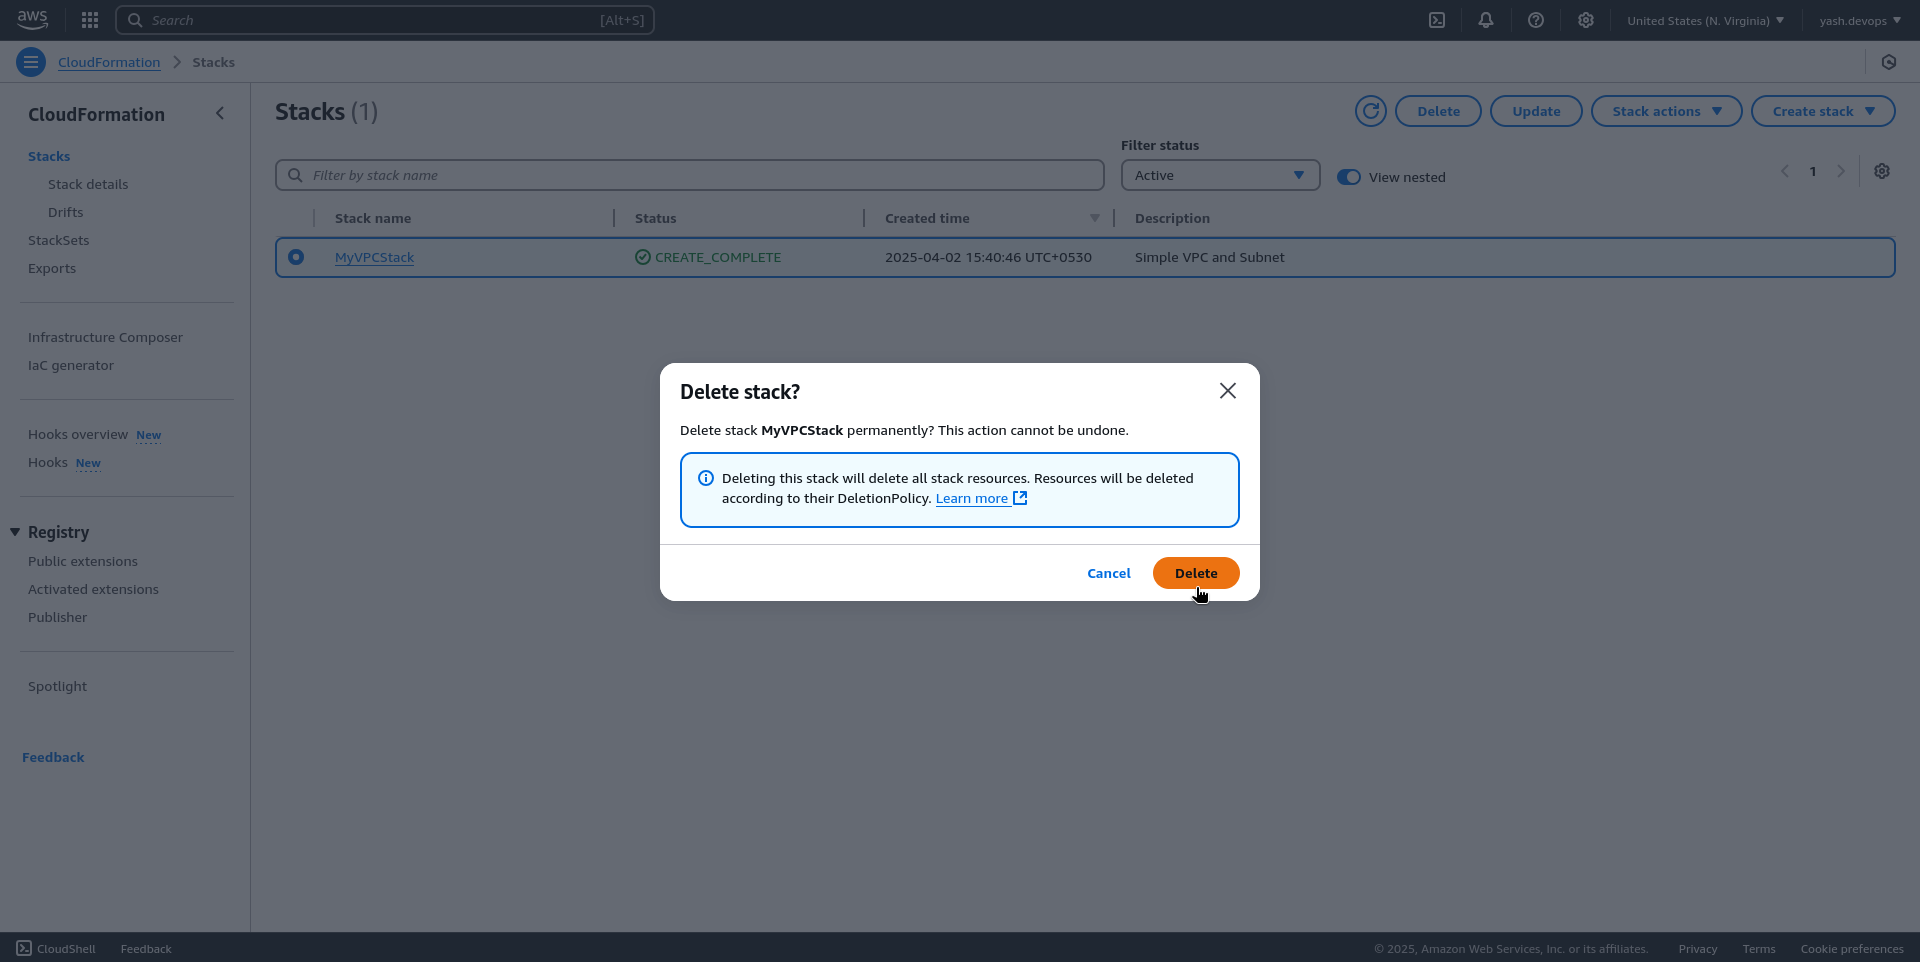 aws
Search [Alt+S]
United States (N. Virginia)
yash.devops
CloudFormation
Stacks
CloudFormation
Stacks
Stack details
Drifts
StackSets
Exports
Infrastructure Composer
IaC generator
Hooks overview New
Hooks New
Registry
Public extensions
Activated extensions
Publisher
Spotlight
Feedback
Stacks (1)
Delete
Update
Stack actions
Create stack
Filter status
Filter by stack name
Active
View nested
1
Stack name Status Created time Description
MyVPCStack CREATE_COMPLETE 2025-04-02 15:40:46 UTC+0530 Simple VPC and Subnet
Delete stack?
Delete stack MyVPCStack permanently? This action cannot be undone.
Deleting this stack will delete all stack resources. Resources will be deleted
according to their DeletionPolicy. Learn more
Cancel
Delete
CloudShell
Feedback
© 2025, Amazon Web Services, Inc. or its affiliates.
Privacy
Terms
Cookie preferences